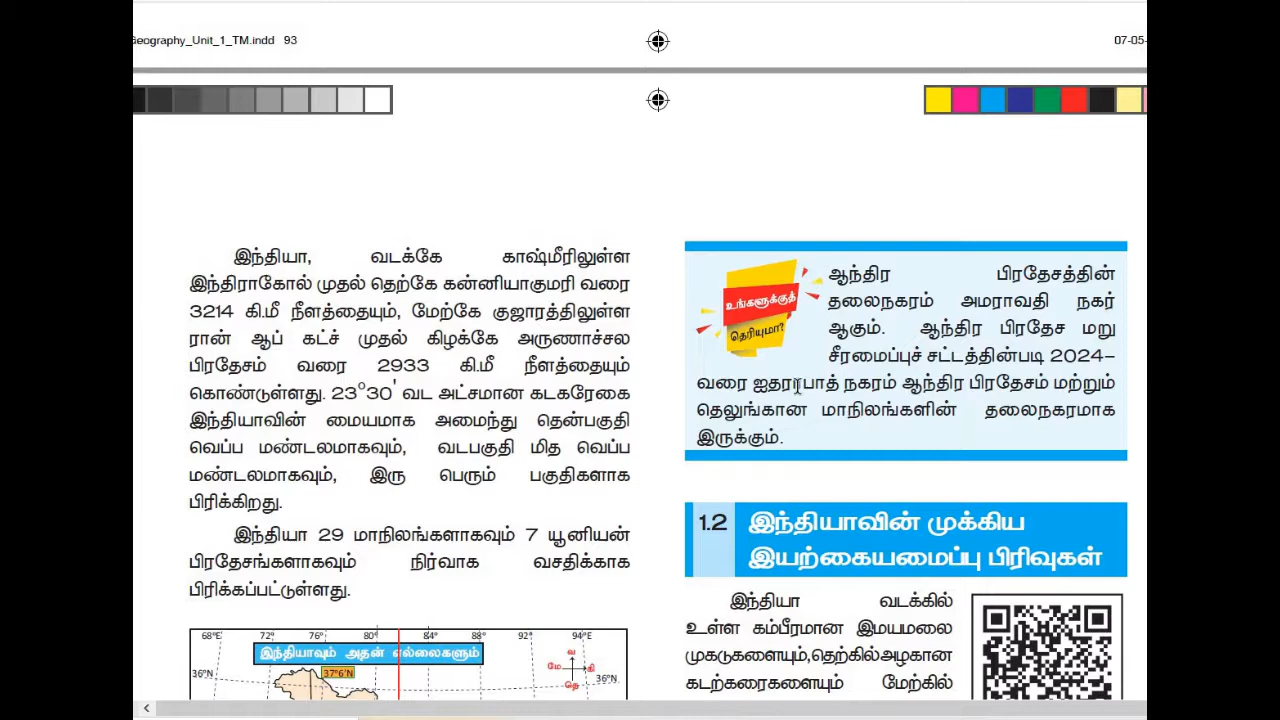 Geography_Unit_1_TM.indd 93
07-05-
இந்தியா, வடக்கே காஷ்மீரிலுள்ள
இந்திராகோல் முதல் தெற்கே கன்னியாகுமரி வரை
3214 கி.மீ நீளத்தையும், மேற்கே குஜராத்திலுள்ள
ரான் ஆப் கட்ச் முதல் கிழக்கே அருணாச்சல
பிரதேசம் வரை 2933 கி.மீ நீளத்தையும்
கொண்டுள்ளது. 23°30' வட அட்சமான கடகரேகை
இந்தியாவின் மையமாக அமைந்து தென்பகுதி
வெப்ப மண்டலமாகவும், வடபகுதி மித வெப்ப
மண்டலமாகவும், இரு பெரும் பகுதிகளாக
பிரிக்கிறது.
இந்தியா 29 மாநிலங்களாகவும் 7 யூனியன்
பிரதேசங்களாகவும் நிர்வாக வசதிக்காக
பிரிக்கப்பட்டுள்ளது.
68°E 72° 76° 80° 84° 88° 92° 94°E
இந்தியாவும் அதன் எல்லைகளும்
36°N 37°6'N 36°N
வ
மே கி
தெ
உங்களுக்குத்
தெரியுமா?
ஆந்திர பிரதேசத்தின்
தலைநகரம் அமராவதி நகர்
ஆகும். ஆந்திர பிரதேச மறு
சீரமைப்புச் சட்டத்தின்படி 2024–
வரை ஐதராபாத் நகரம் ஆந்திர பிரதேசம் மற்றும்
தெலுங்கான மாநிலங்களின் தலைநகரமாக
இருக்கும்.
1.2 இந்தியாவின் முக்கிய
இயற்கையமைப்பு பிரிவுகள்
இந்தியா வடக்கில்
உள்ள கம்பீரமான இமயமலை
முகடுகளையும்,தெற்கில்அழகான
கடற்கரைகளையும் மேற்கில்